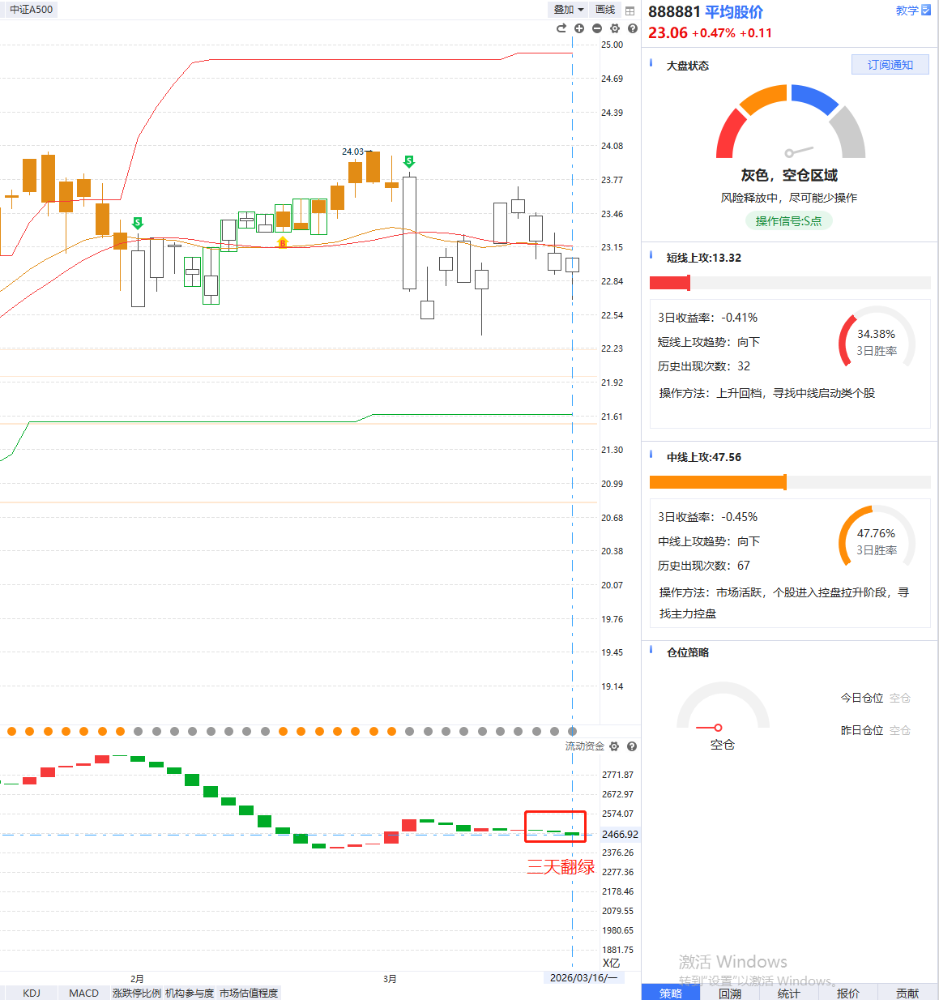 中证A500
叠加 画线
888881 平均股价 教学
23.06 +0.47% +0.11
大盘状态 订阅通知
灰色，空仓区域
风险释放中，尽可能少操作
操作信号:S点
短线上攻:13.32
3日收益率：-0.41%
短线上攻趋势：向下
历史出现次数：32
34.38%
3日胜率
操作方法：上升回档，寻找中线启动类个股
中线上攻:47.56
3日收益率：-0.45%
中线上攻趋势：向下
历史出现次数：67
47.76%
3日胜率
操作方法：市场活跃，个股进入控盘拉升阶段，寻
找主力控盘
仓位策略
空仓
今日仓位 空仓
昨日仓位 空仓
25.00
24.69
24.39
24.08
23.77
23.46
23.15
22.84
22.54
22.23
21.92
21.61
21.30
20.99
20.68
20.38
20.07
19.76
19.45
19.14
24.03
S
B
S
流动资金
2771.87
2672.97
2574.07
2466.92
2376.26
2277.36
2178.46
2079.55
1980.65
1881.75
X亿
三天翻绿
2月
3月
2026/03/16/一
KDJ MACD 涨跌停比例 机构参与度 市场估值程度
激活 Windows
转到“设置”以激活 Windows。
策略 回溯 统计 报价 贡献